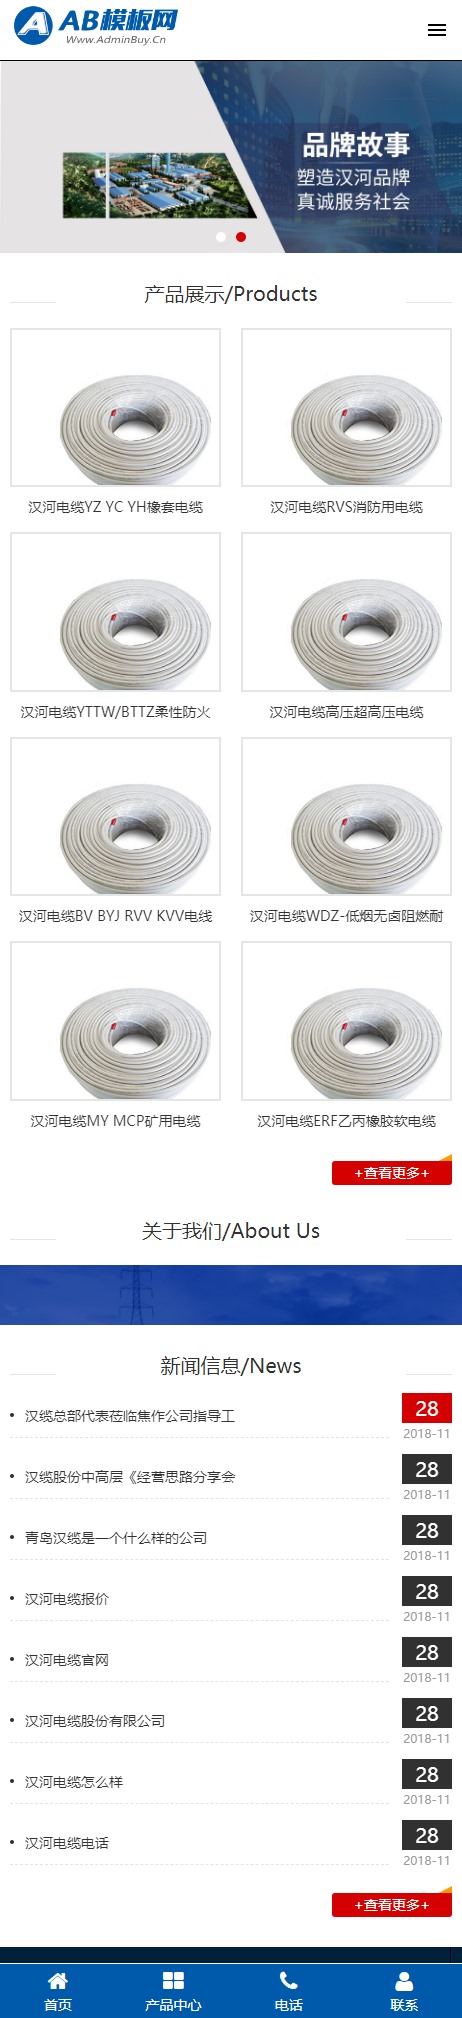 AB模板网
Www.AdminBuy.Cn
品牌故事
塑造汉河品牌
真诚服务社会
产品展示/Products
汉河电缆YZ YC YH橡套电缆
汉河电缆RVS消防用电缆
汉河电缆YTTW/BTTZ柔性防火
汉河电缆高压超高压电缆
汉河电缆BV BYJ RVV KVV电线
汉河电缆WDZ-低烟无卤阻燃耐
汉河电缆MY MCP矿用电缆
汉河电缆ERF乙丙橡胶软电缆
+查看更多+
关于我们/About Us
新闻信息/News
汉缆总部代表莅临焦作公司指导工
28
2018-11
汉缆股份中高层《经营思路分享会
28
2018-11
青岛汉缆是一个什么样的公司
28
2018-11
汉河电缆报价
28
2018-11
汉河电缆官网
28
2018-11
汉河电缆股份有限公司
28
2018-11
汉河电缆怎么样
28
2018-11
汉河电缆电话
28
2018-11
+查看更多+
首页
产品中心
电话
联系